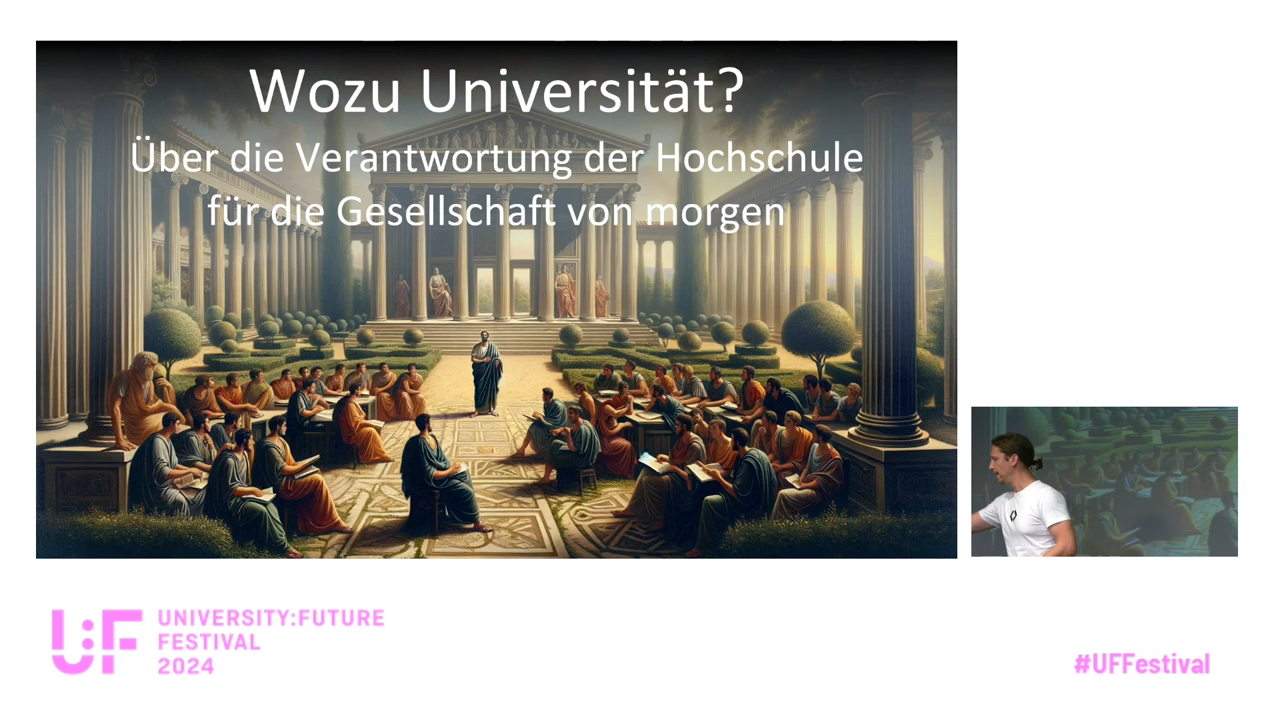 Wozu Universität?
Über die Verantwortung der Hochschule
für die Gesellschaft von morgen
U:F
UNIVERSITY:FUTURE
FESTIVAL
2024
#UFFestival